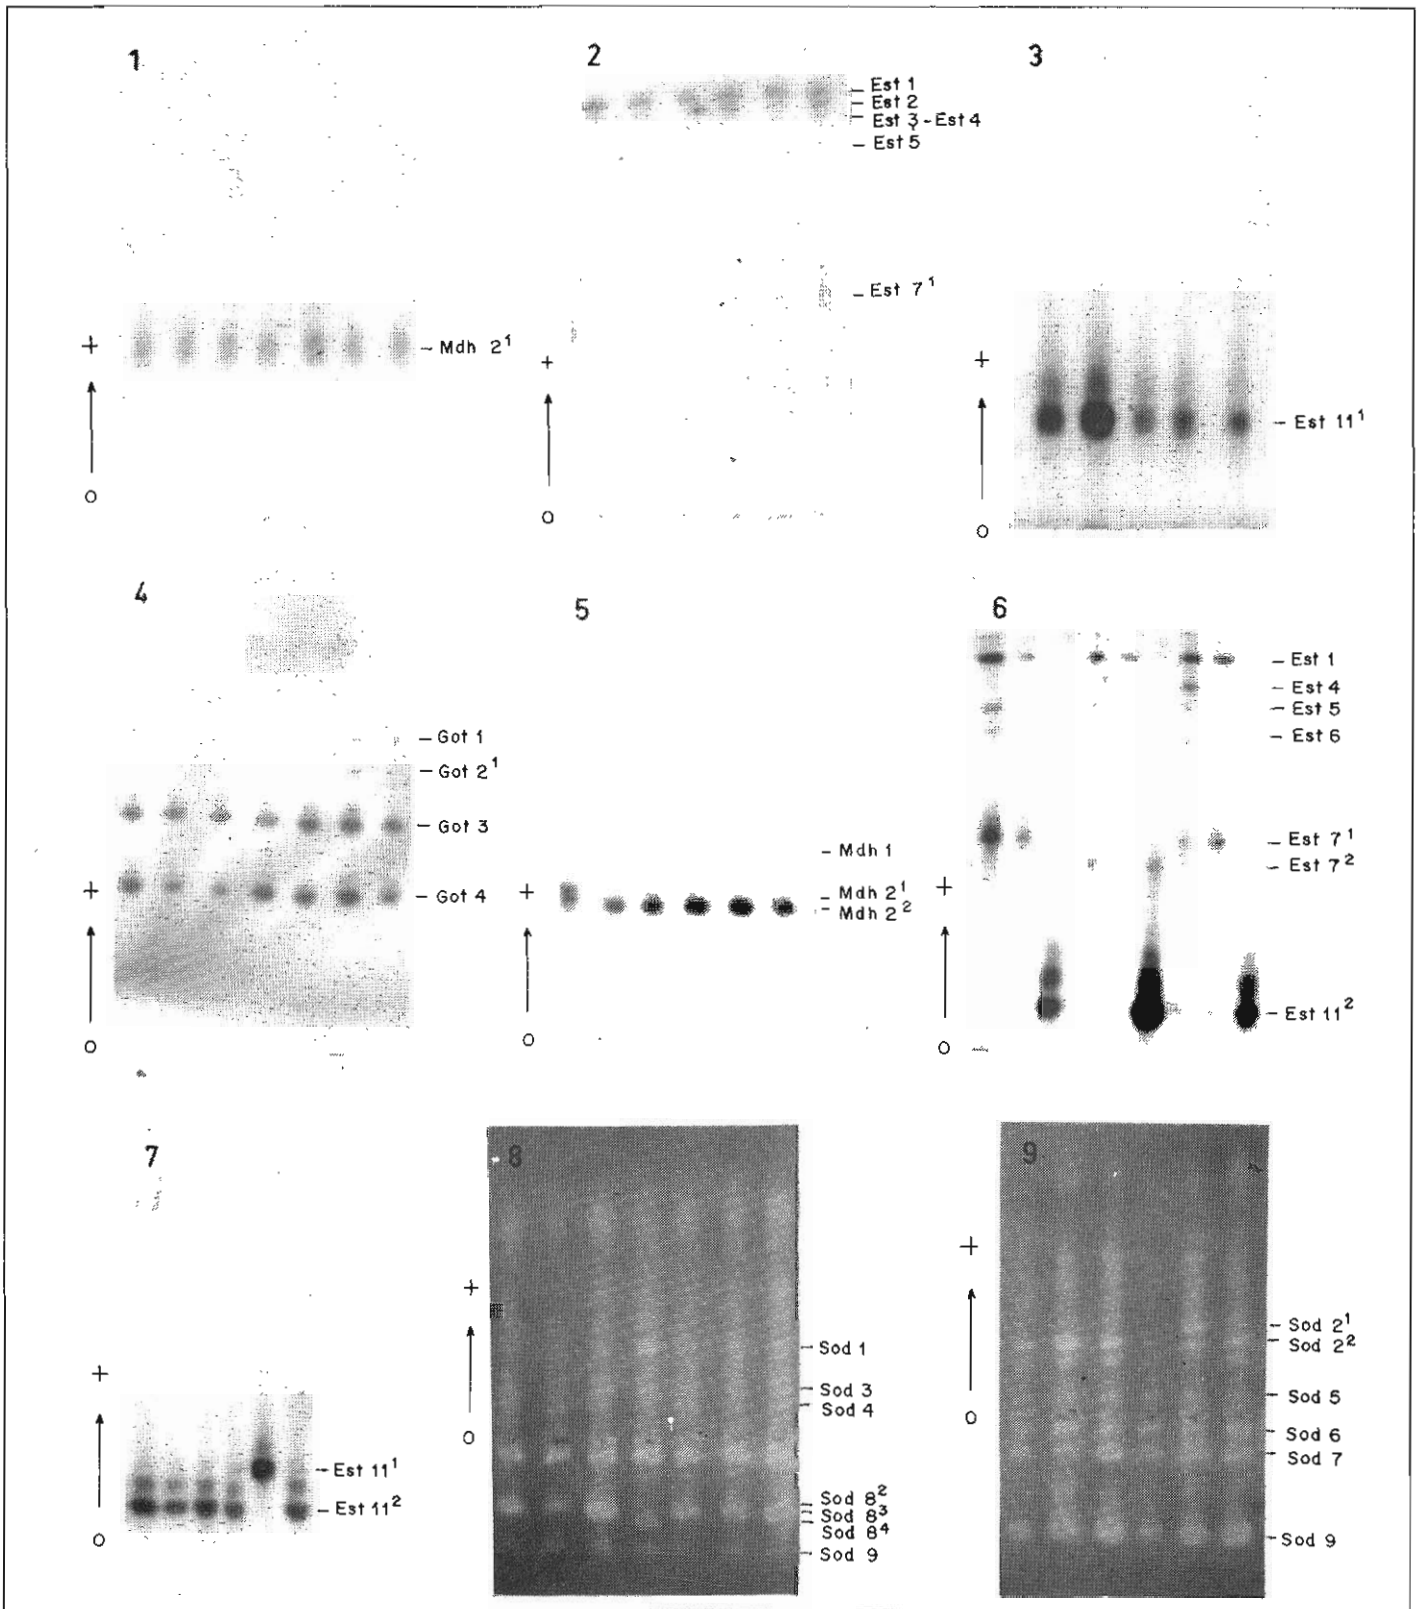 1
+
Mdh 2¹
o
2
Est 1
Est 2
Est 3-Est 4
Est 5
Est 7¹
+
o
3
+
Est 11¹
o
4
Got 1
Got 2¹
Got 3
+
Got 4
o
5
Mdh 1
+
Mdh 2¹
Mdh 2²
o
6
Est 1
Est 4
Est 5
Est 6
Est 7¹
Est 7²
+
Est 11²
o
7
+
Est 11¹
Est 11²
o
8
+
Sod 1
Sod 3
Sod 4
o
Sod 8²
Sod 8³
Sod 8⁴
Sod 9
9
+
Sod 2¹
Sod 2²
Sod 5
o
Sod 6
Sod 7
Sod 9